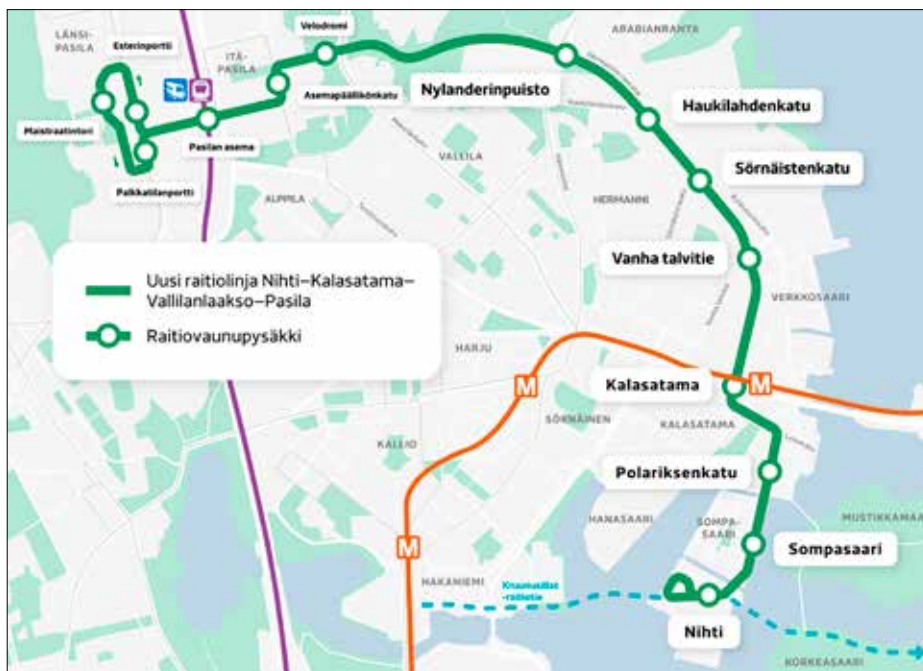 LÄNSI-
PASILA
Esterinportti
ITÄ-
PASILA
Velodromi
ARABIANRANTA
Maistraatintori
Palkkatilanportti
Pasilan asema
Asemapäällikönkatu
Nylanderinpuisto
Haukilahdenkatu
VALLILA
Sörnäistenkatu
ALPPILA
HERMANNI
Vanha talvitie
Uusi raitiolinja Nihti–Kalasatama–
Vallilanlaakso–Pasila
Raitiovaunupysäkki
VERKKOSAARI
HARJU
M
M
Kalasatama
SÖRNÄINEN
KALASATAMA
KALLIO
Polariksenkatu
HANASAARI
SOMPA-
SAARI
MUSTIKKAMAA
M
Sompasaari
HAKANIEMI
Kruunusillat
-raitiotie
Nihti
KORKEASAARI